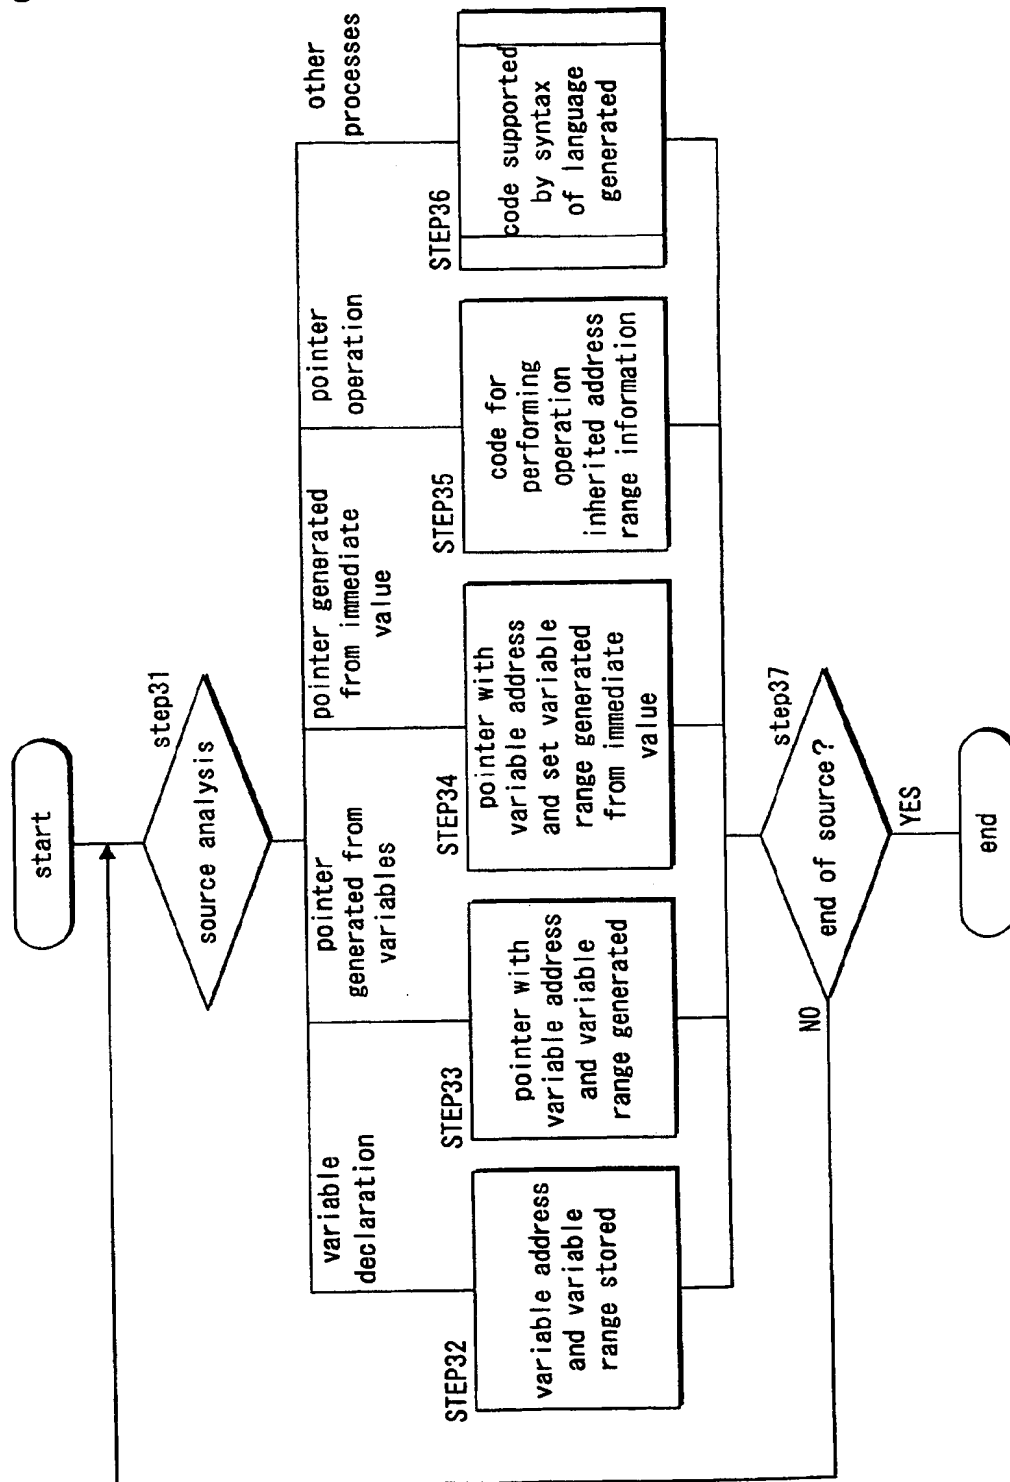 start
step31
source analysis
variable
declaration
pointer
generated from
variables
pointer generated
from immediate
value
pointer
operation
other
processes
STEP32
variable address
and variable
range stored
STEP33
pointer with
variable address
and variable
range generated
STEP34
pointer with
variable address
and set variable
range generated
from immediate
value
STEP35
code for
performing
operation
inherited address
range information
STEP36
code supported
by syntax
of language
generated
step37
end of source?
NO
YES
end